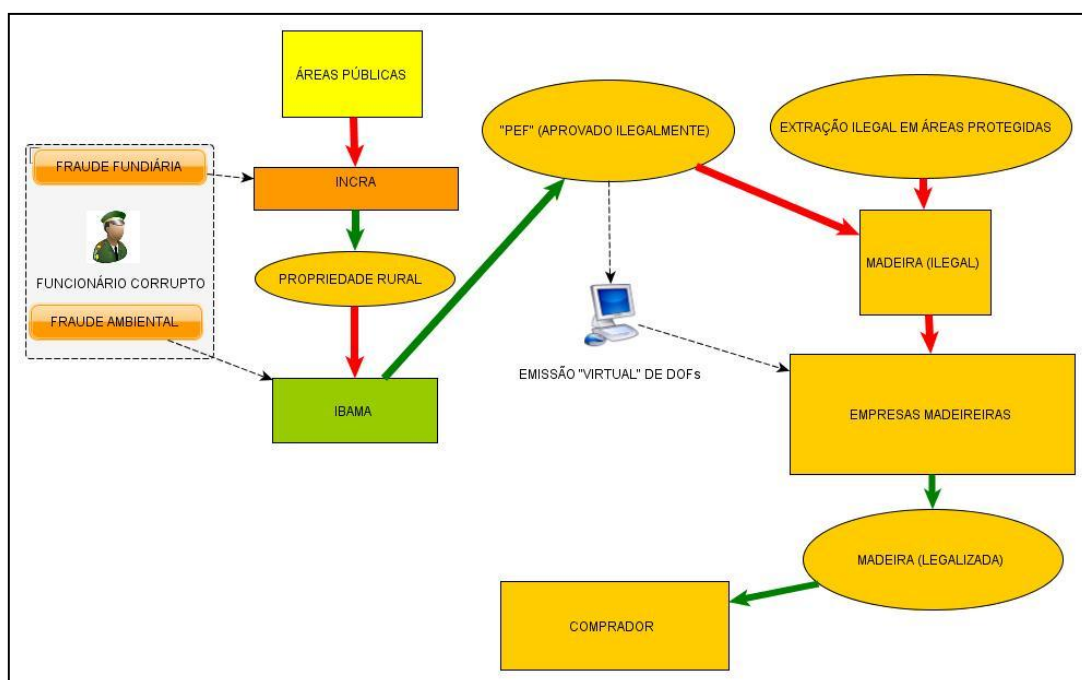 ÁREAS PÚBLICAS
FRAUDE FUNDIÁRIA
INCRA
FUNCIONÁRIO CORRUPTO
PROPRIEDADE RURAL
FRAUDE AMBIENTAL
IBAMA
"PEF" (APROVADO ILEGALMENTE)
EXTRAÇÃO ILEGAL EM ÁREAS PROTEGIDAS
MADEIRA (ILEGAL)
EMISSÃO "VIRTUAL" DE DOFs
EMPRESAS MADEIREIRAS
MADEIRA (LEGALIZADA)
COMPRADOR